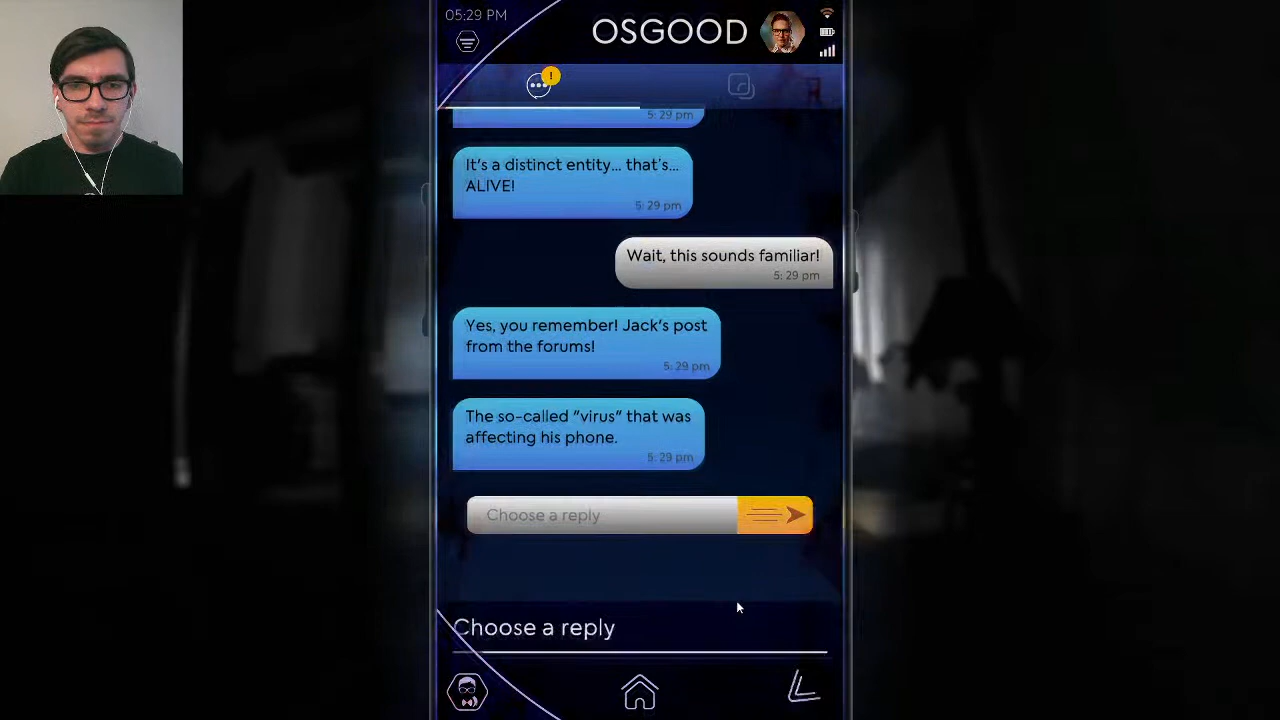 05:29 PM
OSGOOD
!
5: 29 pm
It's a distinct entity... that's...
ALIVE!
5: 29 pm
Wait, this sounds familiar!
5: 29 pm
Yes, you remember! Jack's post
from the forums!
5: 29 pm
The so-called "virus" that was
affecting his phone.
5: 29 pm
Choose a reply
Choose a reply